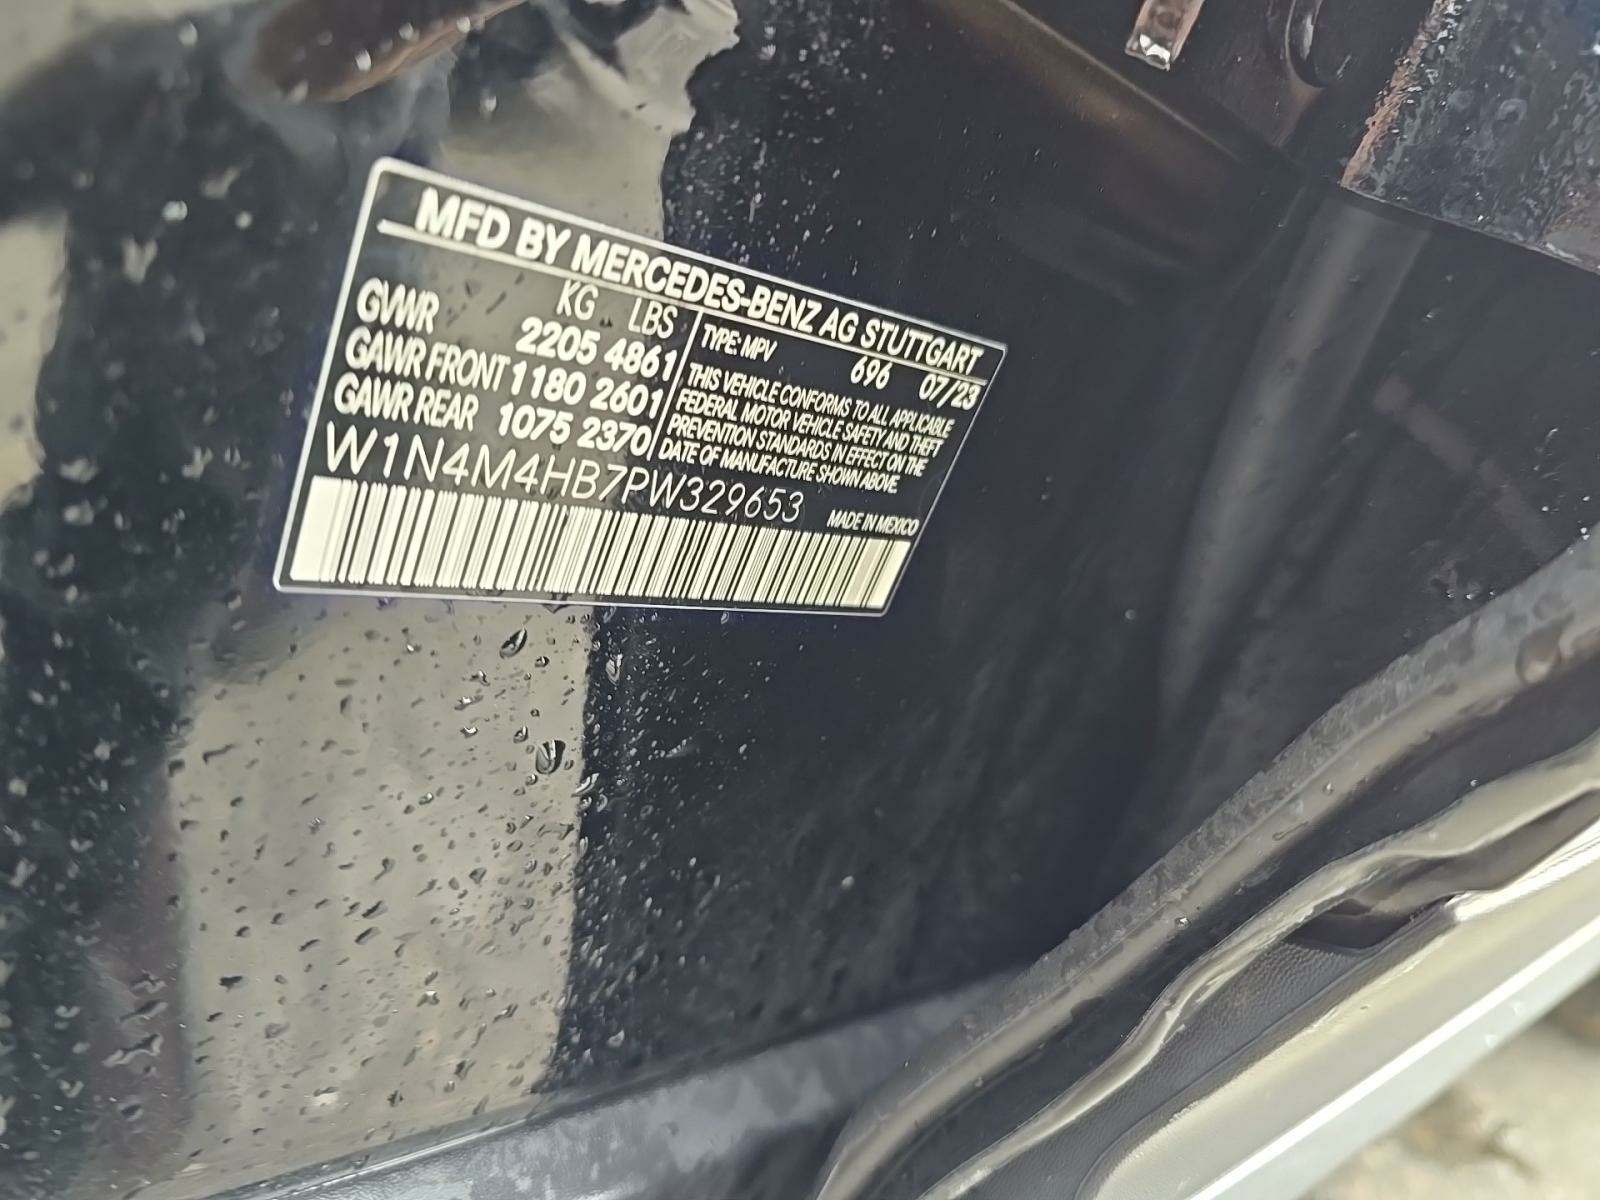 MFD BY MERCEDES-BENZ AG STUTTGART
KG LBS
GVWR 2205 4861
GAWR FRONT 1180 2601
GAWR REAR 1075 2370
TYPE: MPV 696 07/23
THIS VEHICLE CONFORMS TO ALL APPLICABLE
FEDERAL MOTOR VEHICLE SAFETY AND THEFT
PREVENTION STANDARDS IN EFFECT ON THE
DATE OF MANUFACTURE SHOWN ABOVE
W1N4M4HB7PW329653
MADE IN MEXICO